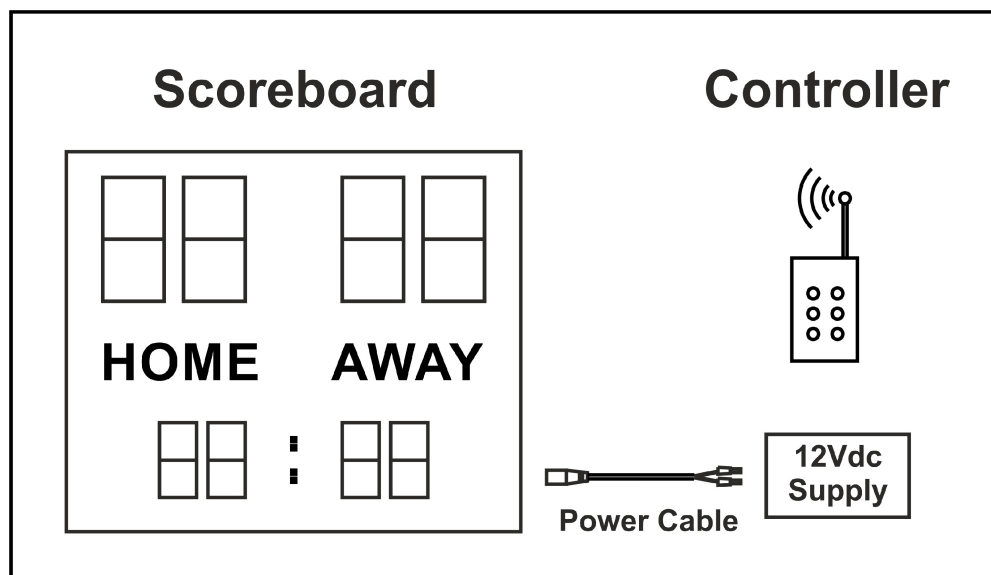 Scoreboard
Controller
HOME AWAY
:
12Vdc
Supply
Power Cable